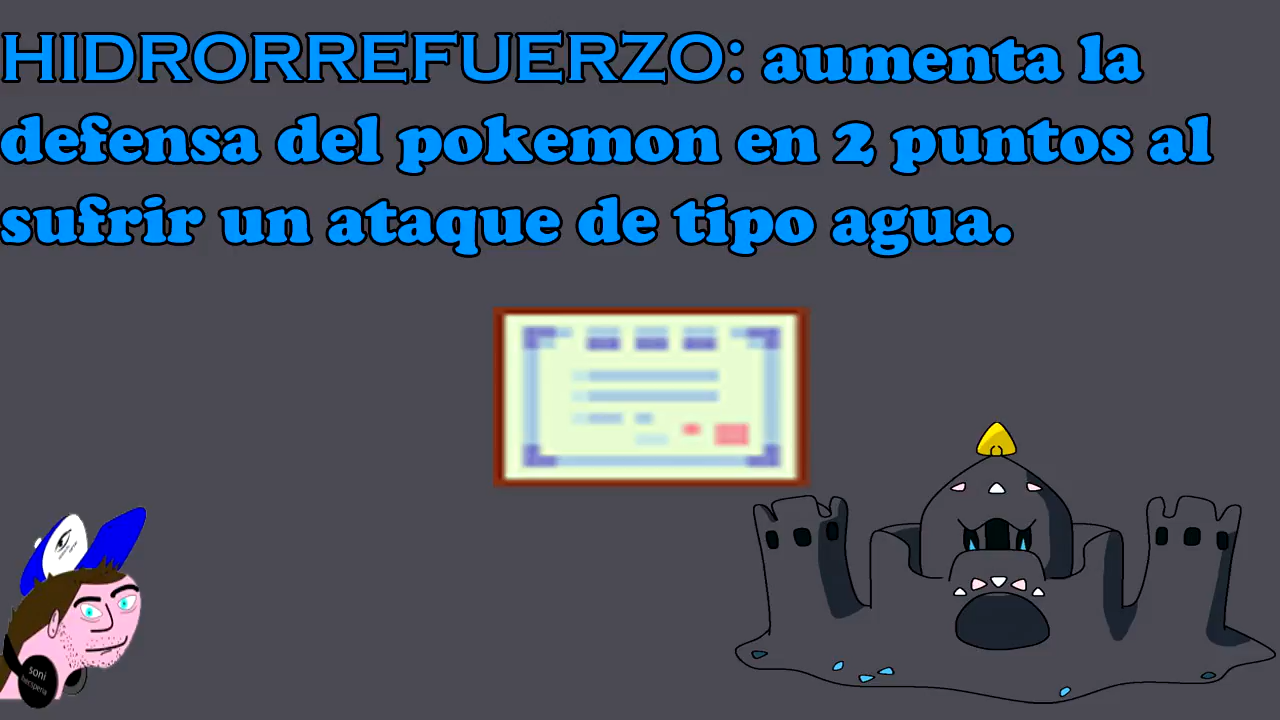 HIDRORREFUERZO: aumenta la
defensa del pokemon en 2 puntos al
sufrir un ataque de tipo agua.
soni